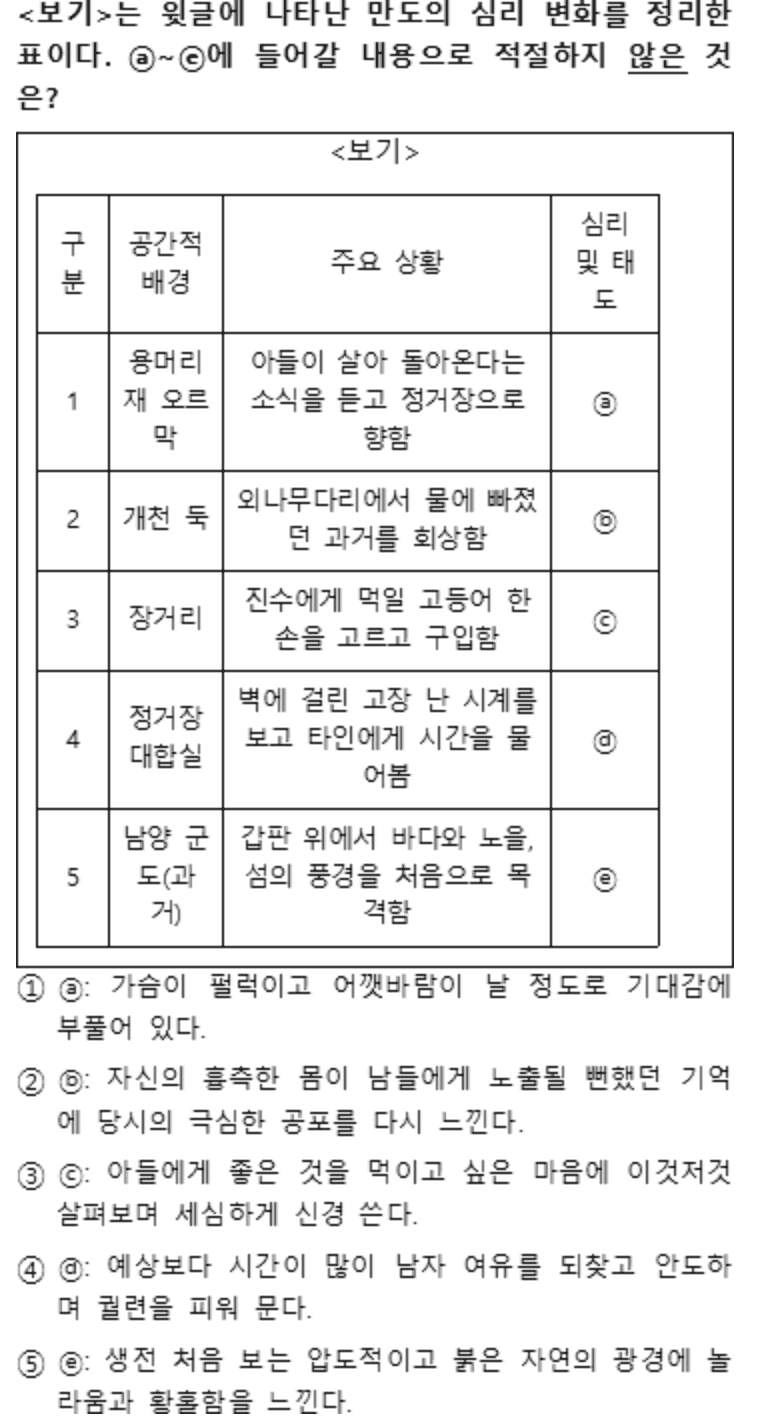 <보기>는 윗글에 나타난 만도의 심리 변화를 정리한
표이다. ⓐ~ⓔ에 들어갈 내용으로 적절하지 않은 것
은?
<보기>
구
분
공간적
배경
주요 상황
심리
및 태
도
1
용머리
재 오르
막
아들이 살아 돌아온다는
소식을 듣고 정거장으로
향함
ⓐ
2
개천 둑
외나무다리에서 물에 빠졌
던 과거를 회상함
ⓑ
3
장거리
진수에게 먹일 고등어 한
손을 고르고 구입함
ⓒ
4
정거장
대합실
벽에 걸린 고장 난 시계를
보고 타인에게 시간을 물
어봄
ⓓ
5
남양 군
도(과
거)
갑판 위에서 바다와 노을,
섬의 풍경을 처음으로 목
격함
ⓔ
① ⓐ: 가슴이 펄럭이고 어깻바람이 날 정도로 기대감에
부풀어 있다.
② ⓑ: 자신의 흉측한 몸이 남들에게 노출될 뻔했던 기억
에 당시의 극심한 공포를 다시 느낀다.
③ ⓒ: 아들에게 좋은 것을 먹이고 싶은 마음에 이것저것
살펴보며 세심하게 신경 쓴다.
④ ⓓ: 예상보다 시간이 많이 남자 여유를 되찾고 안도하
며 궐련을 피워 문다.
⑤ ⓔ: 생전 처음 보는 압도적이고 붉은 자연의 광경에 놀
라움과 황홀함을 느낀다.